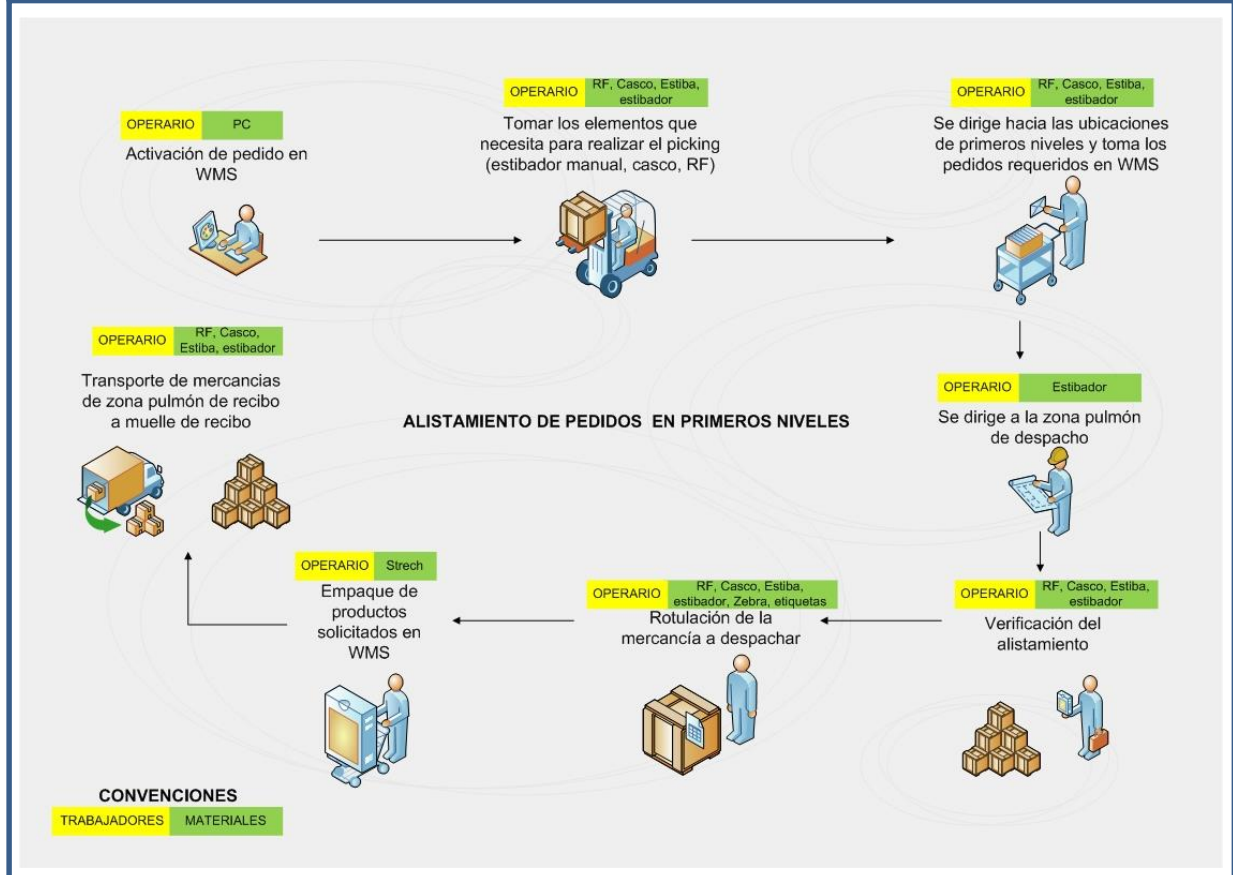 OPERARIO PC
Activación de pedido en
WMS
OPERARIO RF, Casco, Estiba,
estibador
Tomar los elementos que
necesita para realizar el picking
(estibador manual, casco, RF)
OPERARIO RF, Casco, Estiba,
estibador
Se dirige hacia las ubicaciones
de primeros niveles y toma los
pedidos requeridos en WMS
OPERARIO Estibador
Se dirige a la zona pulmón
de despacho
OPERARIO RF, Casco, Estiba,
estibador
Verificación del
alistamiento
OPERARIO RF, Casco, Estiba,
estibador, Zebra, etiquetas
Rotulación de la
mercancía a despachar
OPERARIO Strech
Empaque de
productos
solicitados en
WMS
OPERARIO RF, Casco,
Estiba, estibador
Transporte de mercancias
de zona pulmón de recibo
a muelle de recibo
ALISTAMIENTO DE PEDIDOS EN PRIMEROS NIVELES
CONVENCIONES
TRABAJADORES MATERIALES